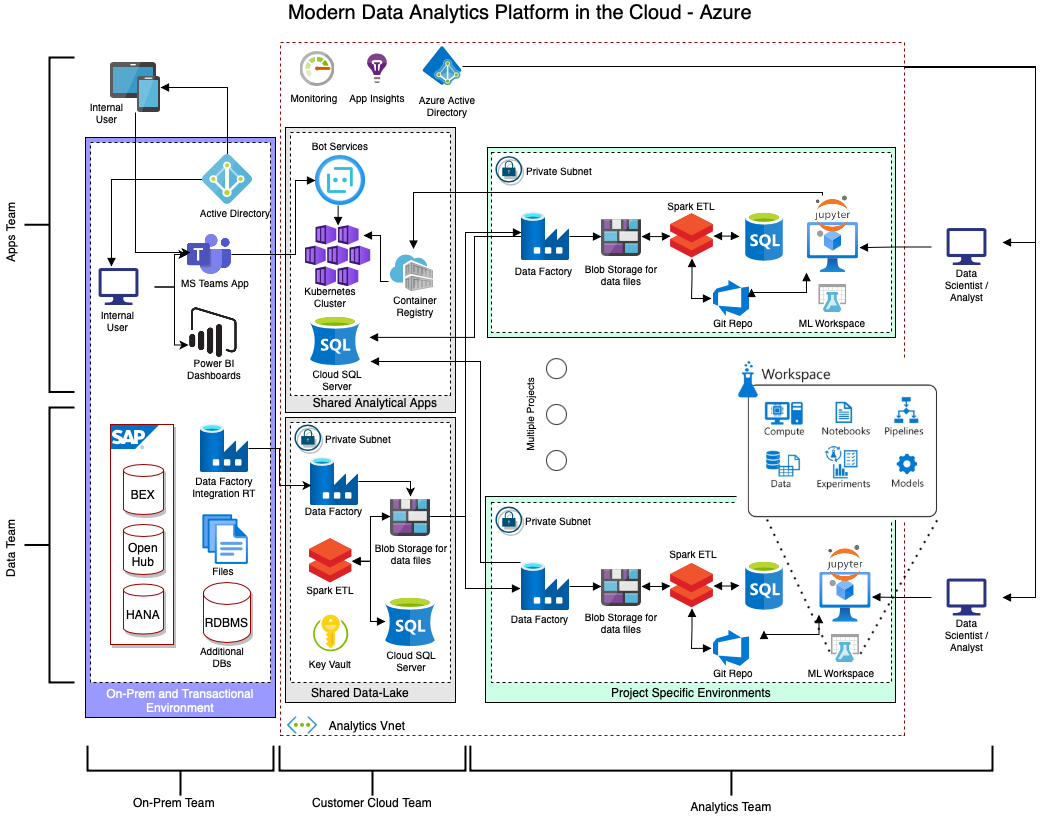 Modern Data Analytics Platform in the Cloud - Azure
Monitoring
App Insights
Azure Active
Directory
Internal
User
Apps Team
Data Team
Active Directory
MS Teams App
Internal
User
Power BI
Dashboards
SAP
BEX
Open
Hub
HANA
Data Factory
Integration RT
Files
RDBMS
Additional
DBs
On-Prem and Transactional
Environment
Bot Services
Kubernetes
Cluster
Container
Registry
SQL
Cloud SQL
Server
Shared Analytical Apps
Private Subnet
Data Factory
Blob Storage for
data files
Spark ETL
SQL
Key Vault
Cloud SQL
Server
Shared Data-Lake
Analytics Vnet
Private Subnet
Spark ETL
jupyter
SQL
Data Factory
Blob Storage for
data files
Git Repo
ML Workspace
Data
Scientist /
Analyst
Multiple Projects
Workspace
Compute
Notebooks
Pipelines
Data
Experiments
Models
Private Subnet
Spark ETL
jupyter
SQL
Data Factory
Blob Storage for
data files
Git Repo
ML Workspace
Data
Scientist /
Analyst
Project Specific Environments
On-Prem Team
Customer Cloud Team
Analytics Team